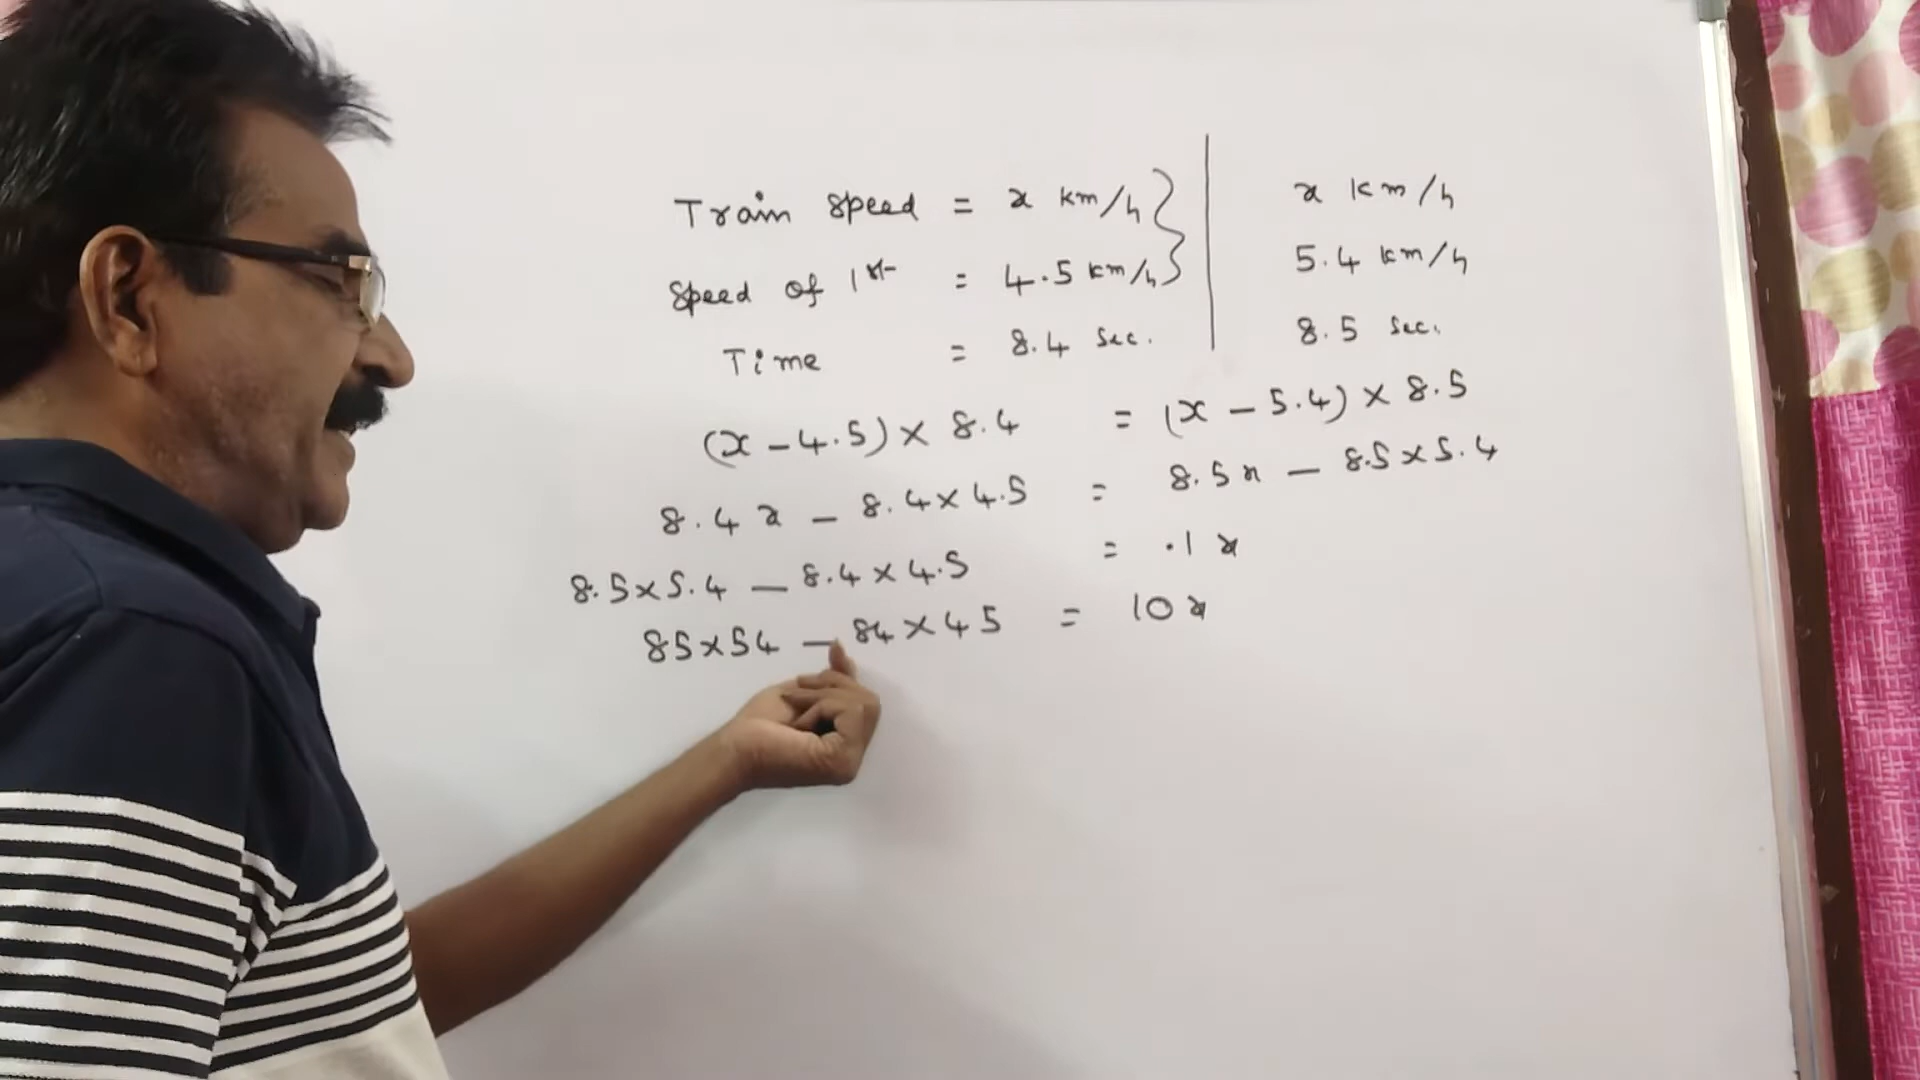 Train speed = x km/h
speed of 1st = 4.5 km/h
Time = 8.4 sec.
x km/h
5.4 km/h
8.5 sec.
(x - 4.5) × 8.4 = (x - 5.4) × 8.5
8.4 x - 8.4 × 4.5 = 8.5 x - 8.5 × 5.4
8.5 × 5.4 - 8.4 × 4.5 = .1 x
85 × 54 - 84 × 45 = 10 x